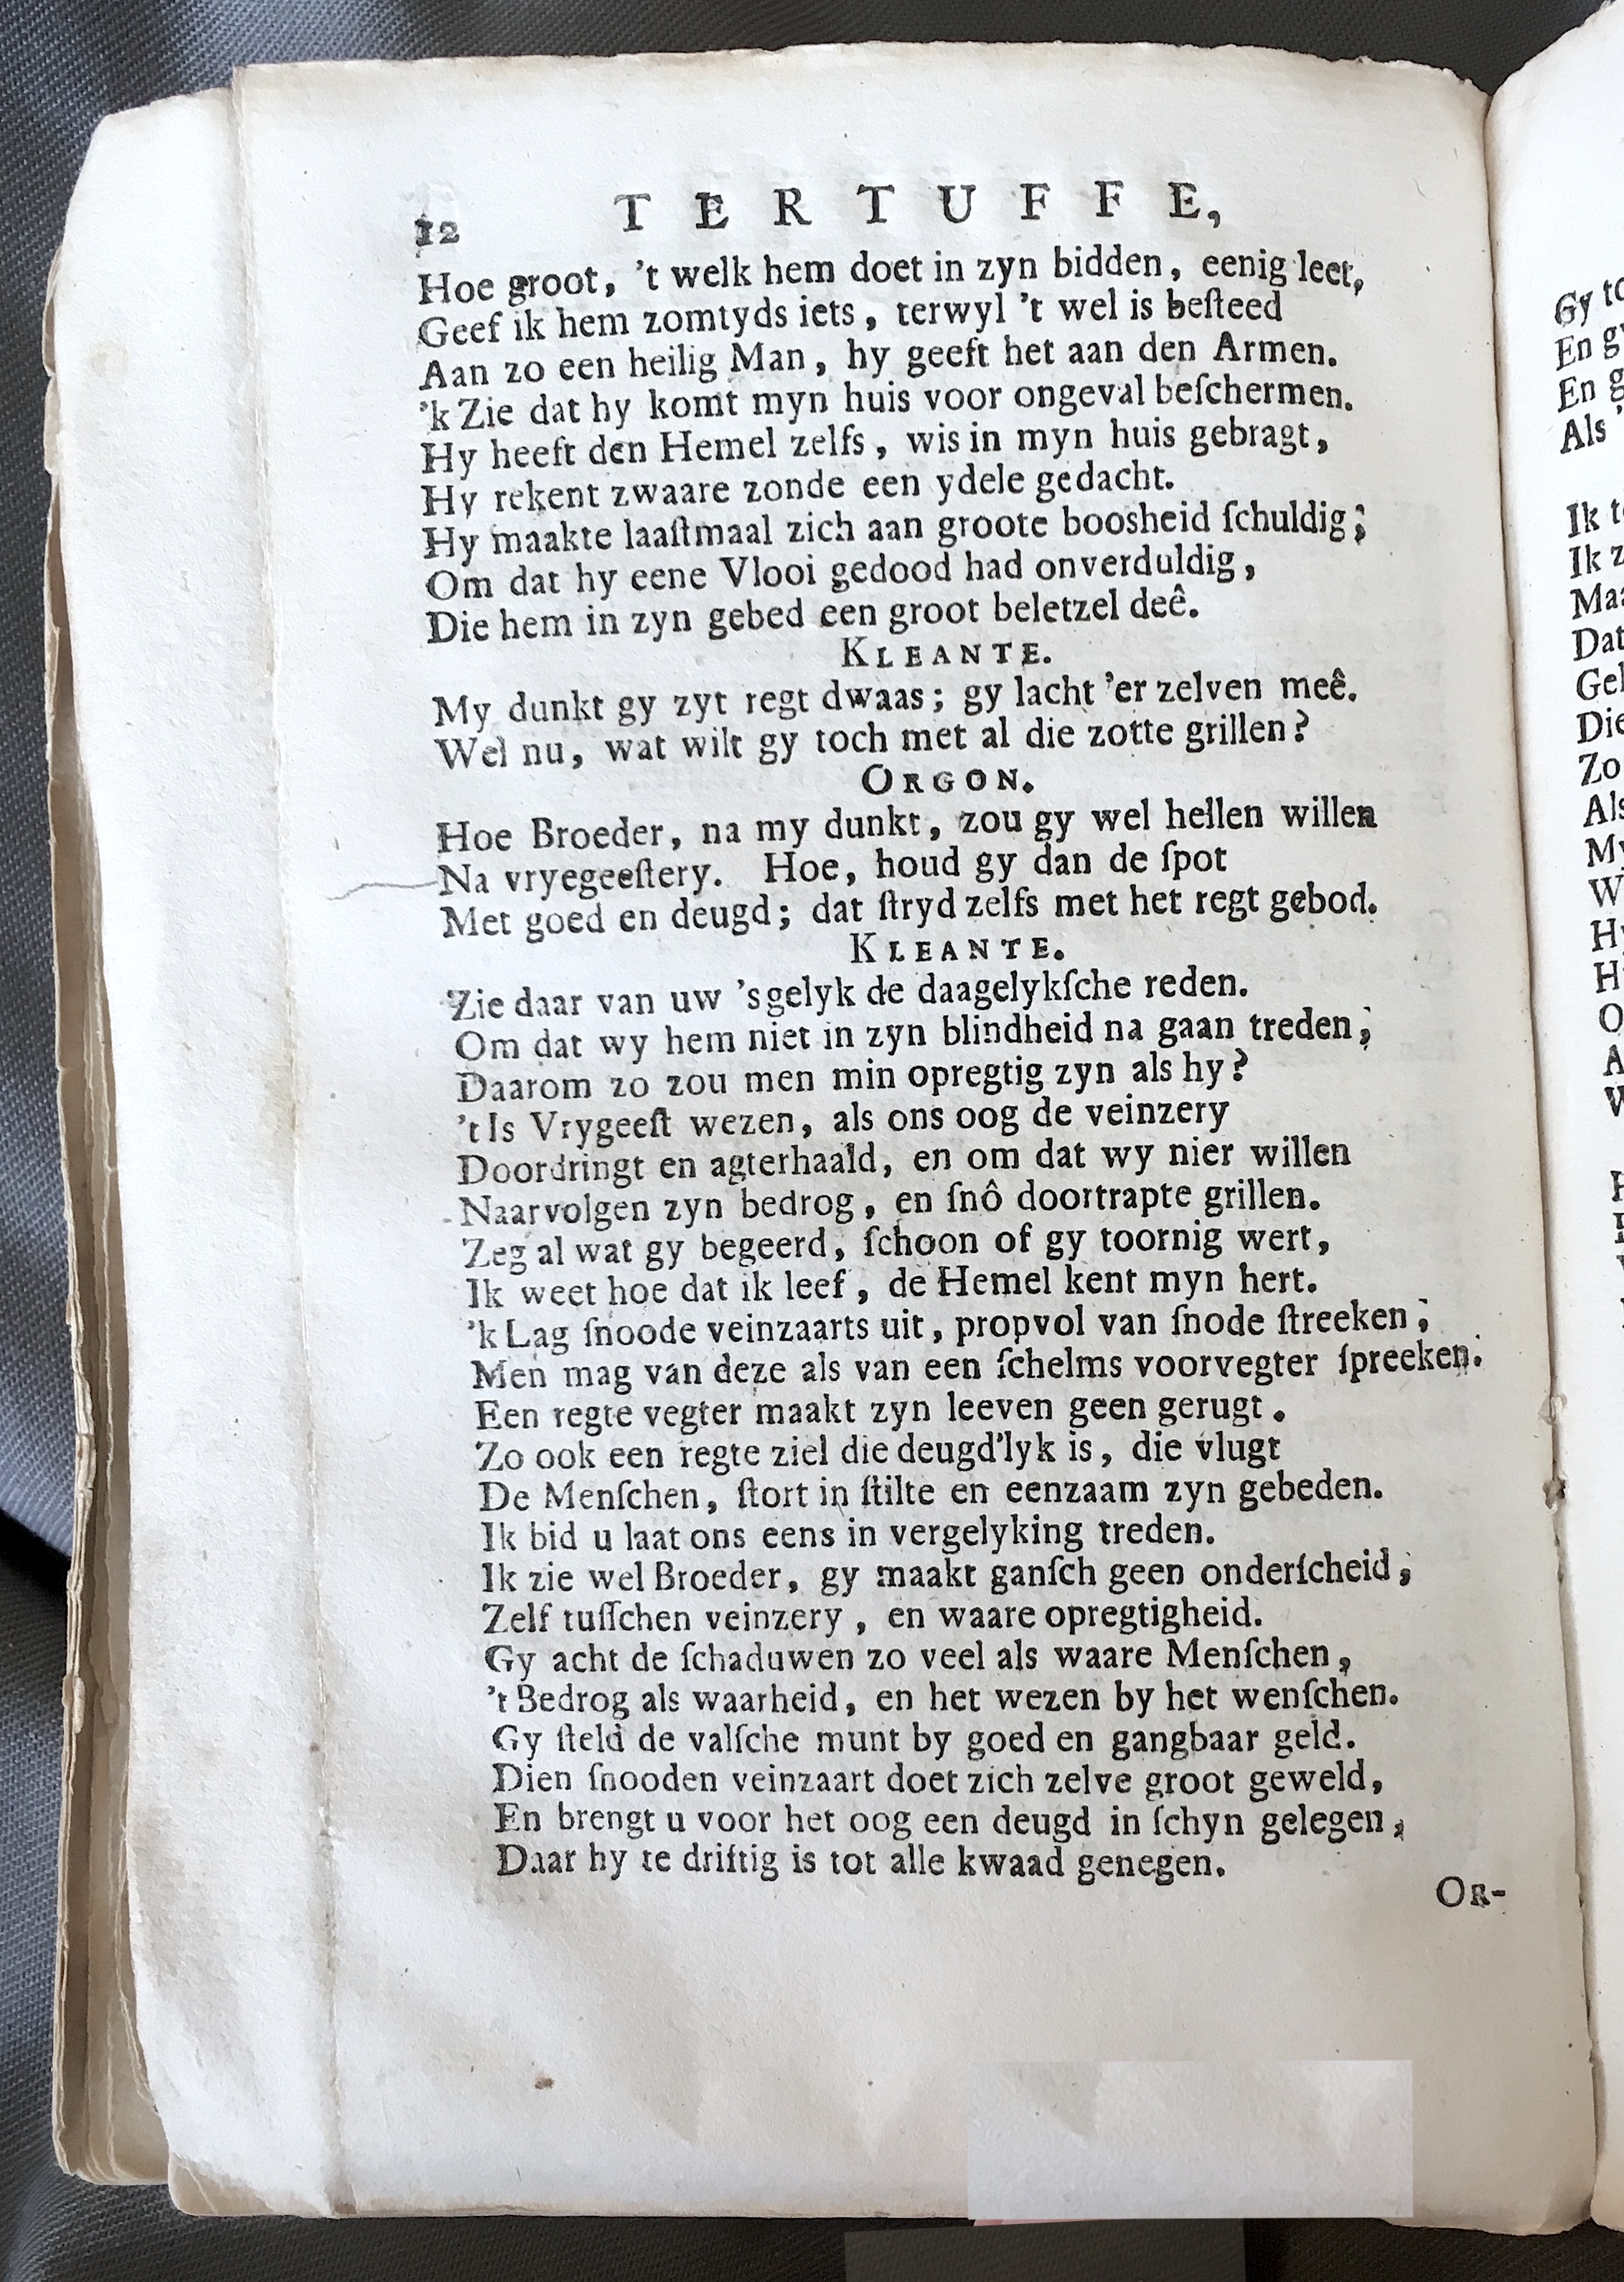 12 TERTUFFE,
Hoe groot, 't welk hem doet in zyn bidden, eenig leet,
Geef ik hem zomtyds iets, terwyl 't wel is beſteed
Aan zo een heilig Man, hy geeft het aan den Armen.
'k Zie dat hy komt myn huis voor ongeval beſchermen.
Hy heeft den Hemel zelfs, wis in myn huis gebragt,
Hy rekent zwaare zonde een ydele gedacht.
Hy maakte laaſtmaal zich aan groote boosheid ſchuldig;
Om dat hy eene Vlooi gedood had onverduldig,
Die hem in zyn gebed een groot beletzel deê.
KLEANTE.
My dunkt gy zyt regt dwaas; gy lacht 'er zelven meê.
Wel nu, wat wilt gy toch met al die zotte grillen?
ORGON.
Hoe Broeder, na my dunkt, zou gy wel hellen willen
Na vryegeeſtery. Hoe, houd gy dan de ſpot
Met goed en deugd; dat ſtryd zelfs met het regt gebod.
KLEANTE.
Zie daar van uw 'sgelyk de daagelykſche reden.
Om dat wy hem niet in zyn blindheid na gaan treden,
Daarom zo zou men min opregtig zyn als hy?
't Is Vrygeeſt wezen, als ons oog de veinzery
Doordringt en agterhaald, en om dat wy nier willen
Naarvolgen zyn bedrog, en ſnô doortrapte grillen.
Zeg al wat gy begeerd, ſchoon of gy toornig wert,
Ik weet hoe dat ik leef, de Hemel kent myn hert.
'k Lag ſnoode veinzaarts uit, propvol van ſnode ſtreeken;
Men mag van deze als van een ſchelms voorvegter ſpreeken.
Een regte vegter maakt zyn leeven geen gerugt.
Zo ook een regte ziel die deugd'lyk is, die vlugt
De Menſchen, ſtort in ſtilte en eenzaam zyn gebeden.
Ik bid u laat ons eens in vergelyking treden.
Ik zie wel Broeder, gy maakt ganſch geen onderſcheid,
Zelf tuſſchen veinzery, en waare opregtigheid.
Gy acht de ſchaduwen zo veel als waare Menſchen,
't Bedrog als waarheid, en het wezen by het wenſchen.
Gy ſteld de valſche munt by goed en gangbaar geld.
Dien ſnooden veinzaart doet zich zelve groot geweld,
En brengt u voor het oog een deugd in ſchyn gelegen,
Daar hy te driftig is tot alle kwaad genegen.
OR-
Gy
En
En
Als
Ik
Ik
Dat
Die
Zo